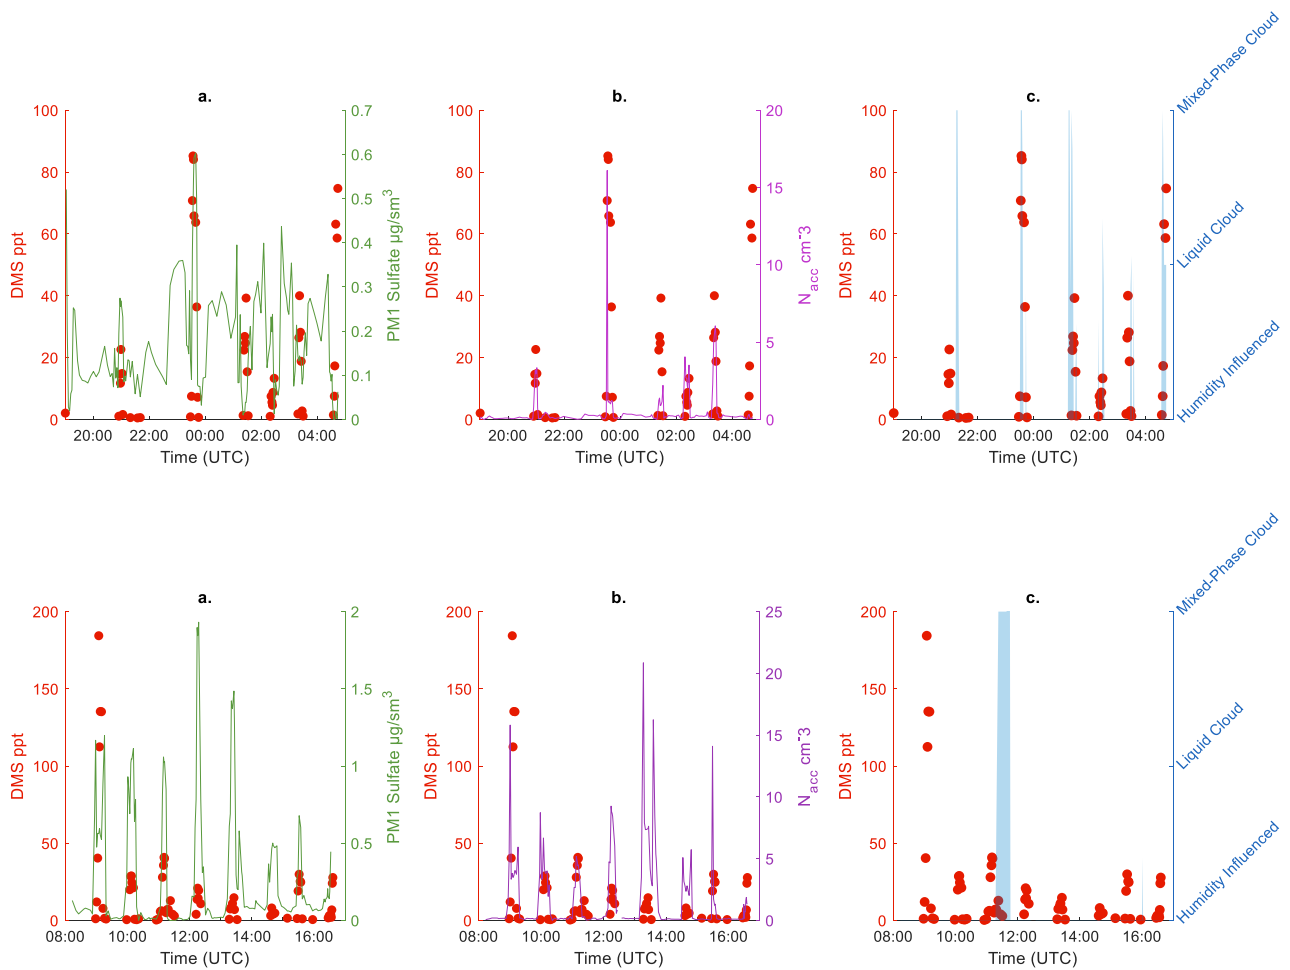 a.
100
80
60
40
20
0
DMS ppt
0.7
0.6
0.5
0.4
0.3
0.2
0.1
0
PM1 Sulfate µg/sm3
20:00 22:00 00:00 02:00 04:00
Time (UTC)
b.
100
80
60
40
20
0
DMS ppt
20
15
10
5
0
Nacc cm-3
20:00 22:00 00:00 02:00 04:00
Time (UTC)
c.
100
80
60
40
20
0
DMS ppt
Mixed-Phase Cloud
Liquid Cloud
Humidity Influenced
20:00 22:00 00:00 02:00 04:00
Time (UTC)
a.
200
150
100
50
0
DMS ppt
2
1.5
1
0.5
0
PM1 Sulfate µg/sm3
08:00 10:00 12:00 14:00 16:00
Time (UTC)
b.
200
150
100
50
0
DMS ppt
25
20
15
10
5
0
Nacc cm-3
08:00 10:00 12:00 14:00 16:00
Time (UTC)
c.
200
150
100
50
0
DMS ppt
Mixed-Phase Cloud
Liquid Cloud
Humidity Influenced
08:00 10:00 12:00 14:00 16:00
Time (UTC)